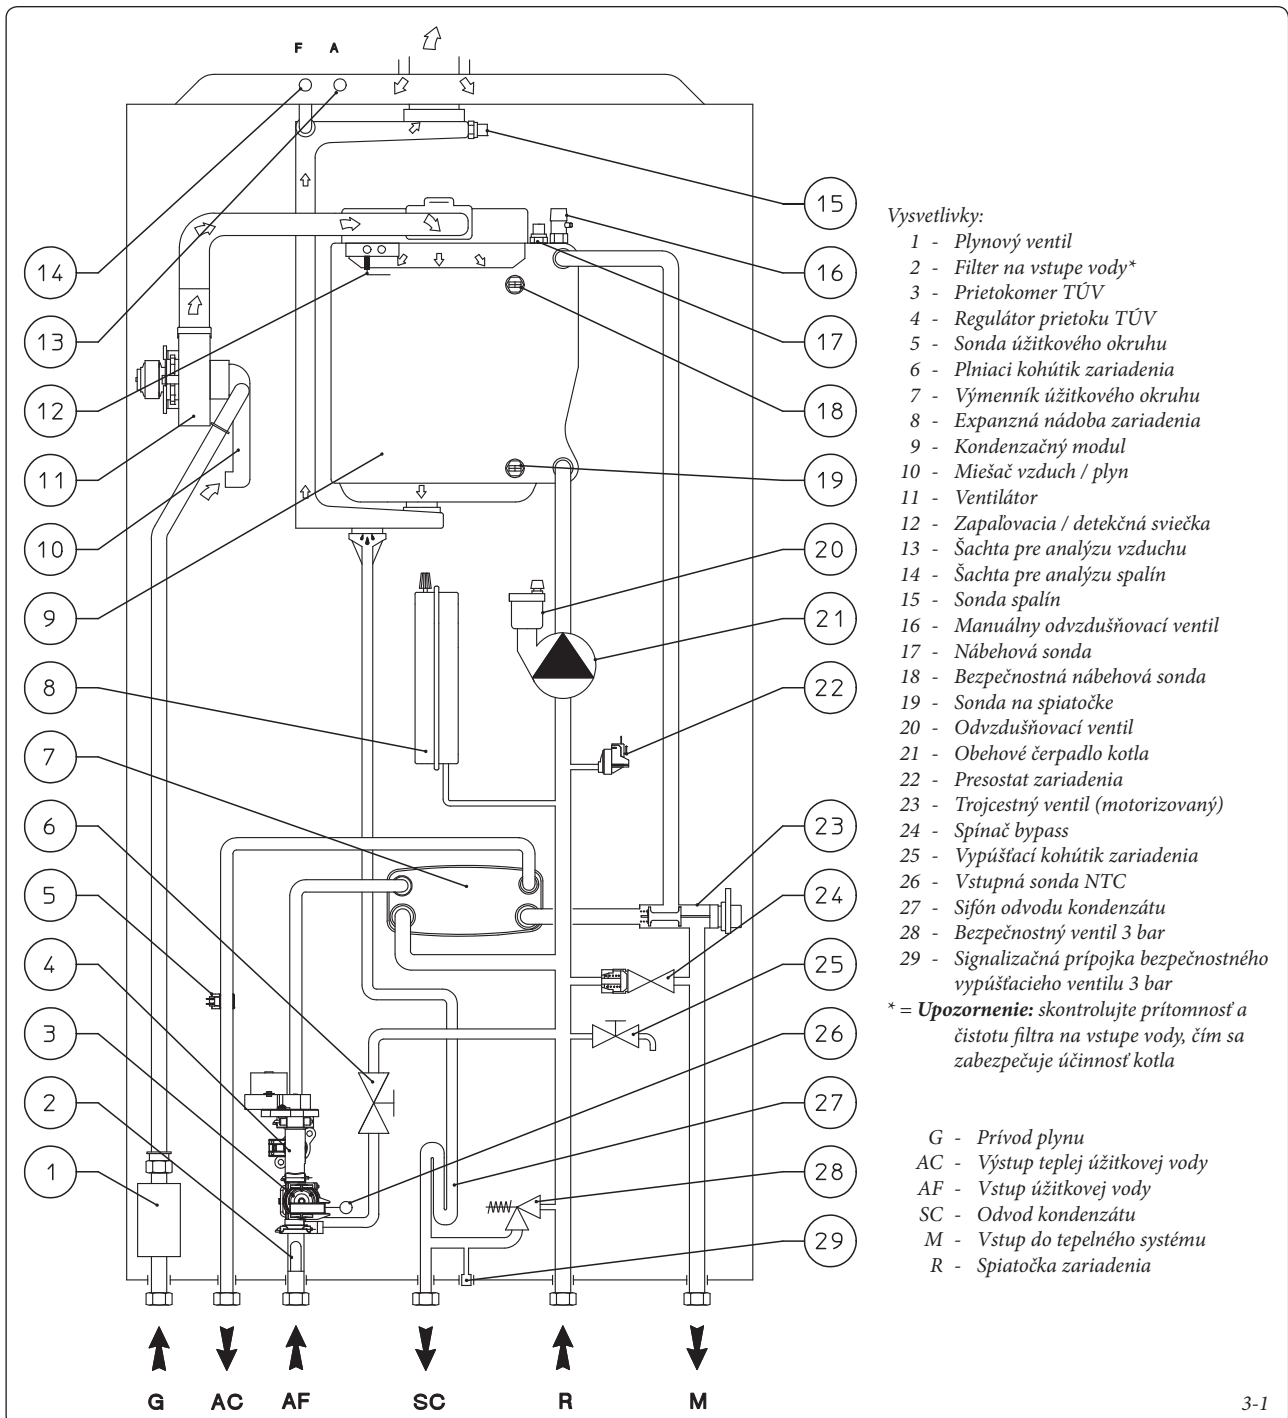 F A
14
13
12
11
10
9
8
7
6
5
4
3
2
1
15
16
17
18
19
20
21
22
23
24
25
26
27
28
29
G AC AF SC R M
Vysvetlivky:
1 - Plynový ventil
2 - Filter na vstupe vody*
3 - Prietokomer TÚV
4 - Regulátor prietoku TÚV
5 - Sonda úžitkového okruhu
6 - Plniaci kohútik zariadenia
7 - Výmenník úžitkového okruhu
8 - Expanzná nádoba zariadenia
9 - Kondenzačný modul
10 - Miešač vzduch / plyn
11 - Ventilátor
12 - Zapaľovacia / detekčná sviečka
13 - Šachta pre analýzu vzduchu
14 - Šachta pre analýzu spalín
15 - Sonda spalín
16 - Manuálny odvzdušňovací ventil
17 - Nábehová sonda
18 - Bezpečnostná nábehová sonda
19 - Sonda na spiatočke
20 - Odvzdušňovací ventil
21 - Obehové čerpadlo kotla
22 - Presostat zariadenia
23 - Trojcestný ventil (motorizovaný)
24 - Spínač bypass
25 - Vypúšťací kohútik zariadenia
26 - Vstupná sonda NTC
27 - Sifón odvodu kondenzátu
28 - Bezpečnostný ventil 3 bar
29 - Signalizačná prípojka bezpečnostného
vypúšťacieho ventilu 3 bar
* = Upozornenie: skontrolujte prítomnosť a
čistotu filtra na vstupe vody, čím sa
zabezpečuje účinnosť kotla
G - Prívod plynu
AC - Výstup teplej úžitkovej vody
AF - Vstup úžitkovej vody
SC - Odvod kondenzátu
M - Vstup do tepelného systému
R - Spiatočka zariadenia
3-1